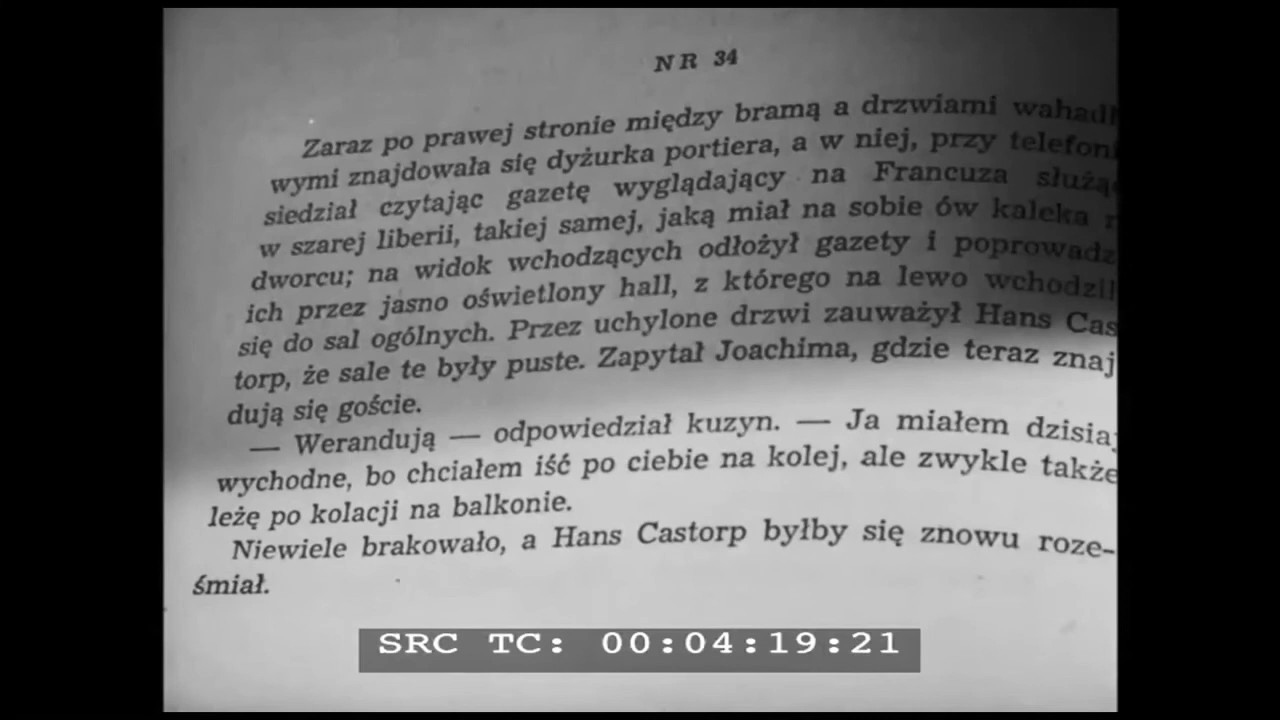 NR 34
Zaraz po prawej stronie między bramą a drzwiami wahadł
wymi znajdowała się dyżurka portiera, a w niej, przy telefoni
siedział czytając gazetę wyglądający na Francuza służąc
w szarej liberii, takiej samej, jaką miał na sobie ów kaleka n
dworcu; na widok wchodzących odłożył gazety i poprowadz
ich przez jasno oświetlony hall, z którego na lewo wchodził
się do sal ogólnych. Przez uchylone drzwi zauważył Hans Cas
torp, że sale te były puste. Zapytał Joachima, gdzie teraz znaj
dują się goście.
— Werandują — odpowiedział kuzyn. — Ja miałem dzisiaj
wychodne, bo chciałem iść po ciebie na kolej, ale zwykle także
leżę po kolacji na balkonie.
Niewiele brakowało, a Hans Castorp byłby się znowu roze-
śmiał.
SRC TC: 00:04:19:21